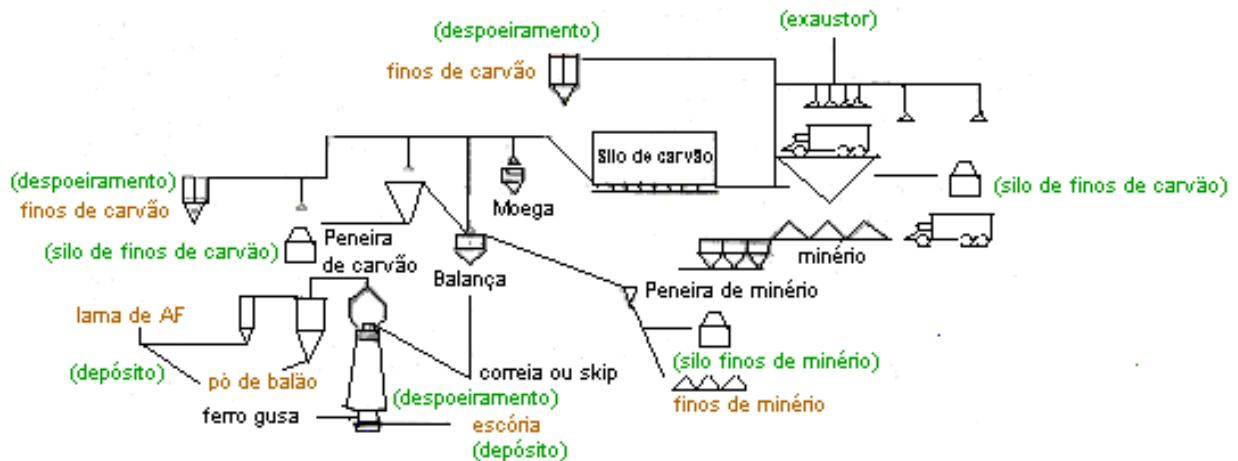 (despoeiramento)
finos de carvão
(exaustor)
Silo de carvão
(despoeiramento)
finos de carvão
(silo de finos de carvão)
Moega
(silo de finos de carvão)
Peneira
de carvão
Balança
minério
Peneira de minério
lama de AF
(depósito)
pò de balão
ferro gusa
correia ou skip
(despoeiramento)
escória
(depósito)
(silo finos de minério)
finos de minério